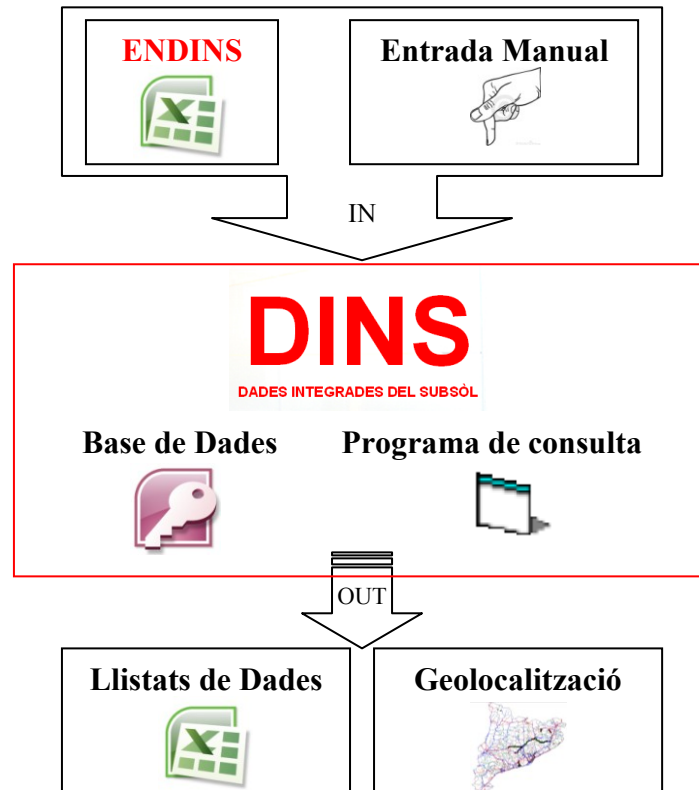 ENDINS
Entrada Manual
IN
DINS
DADES INTEGRADES DEL SUBSÒL
Base de Dades
Programa de consulta
OUT
Llistats de Dades
Geolocalització